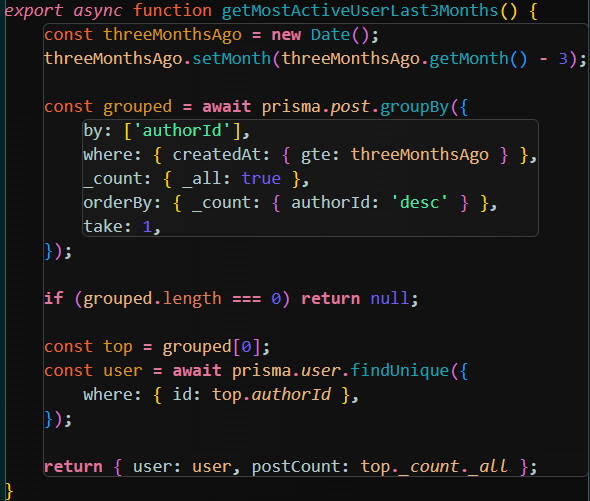 export async function getMostActiveUserLast3Months() {
    const threeMonthsAgo = new Date();
    threeMonthsAgo.setMonth(threeMonthsAgo.getMonth() - 3);

    const grouped = await prisma.post.groupBy({
        by: ['authorId'],
        where: { createdAt: { gte: threeMonthsAgo } },
        _count: { _all: true },
        orderBy: { _count: { authorId: 'desc' } },
        take: 1,
    });

    if (grouped.length === 0) return null;

    const top = grouped[0];
    const user = await prisma.user.findUnique({
        where: { id: top.authorId },
    });

    return { user: user, postCount: top._count._all };
}